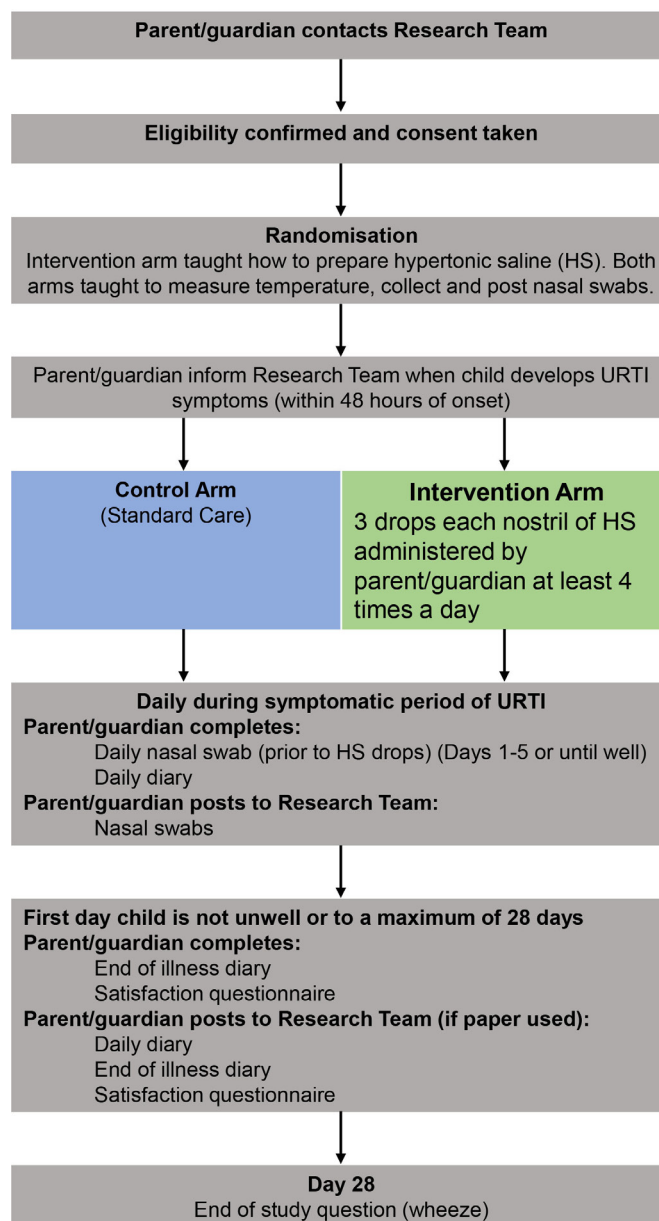 Parent/guardian contacts Research Team
Eligibility confirmed and consent taken
Randomisation
Intervention arm taught how to prepare hypertonic saline (HS). Both
arms taught to measure temperature, collect and post nasal swabs.
Parent/guardian inform Research Team when child develops URTI
symptoms (within 48 hours of onset)
Control Arm
(Standard Care)
Intervention Arm
3 drops each nostril of HS
administered by
parent/guardian at least 4
times a day
Daily during symptomatic period of URTI
Parent/guardian completes:
Daily nasal swab (prior to HS drops) (Days 1-5 or until well)
Daily diary
Parent/guardian posts to Research Team:
Nasal swabs
First day child is not unwell or to a maximum of 28 days
Parent/guardian completes:
End of illness diary
Satisfaction questionnaire
Parent/guardian posts to Research Team (if paper used):
Daily diary
End of illness diary
Satisfaction questionnaire
Day 28
End of study question (wheeze)